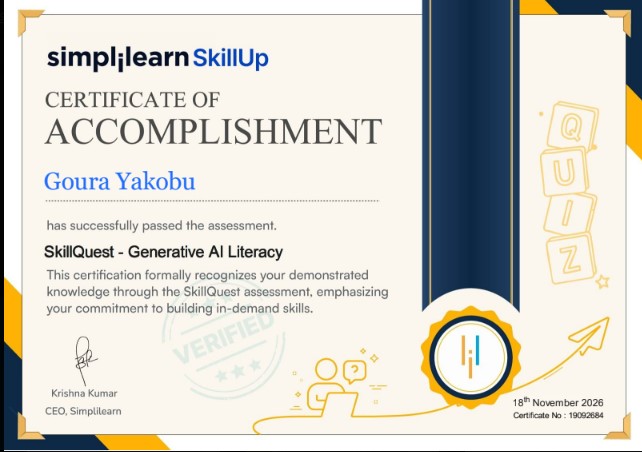 simplilearn SkillUp
CERTIFICATE OF
ACCOMPLISHMENT
Goura Yakobu
has successfully passed the assessment.
SkillQuest - Generative AI Literacy
This certification formally recognizes your demonstrated
knowledge through the SkillQuest assessment, emphasizing
your commitment to building in-demand skills.
VERIFIED
Krishna Kumar
CEO, Simplilearn
QUIZ
?
18th November 2026
Certificate No : 19092684